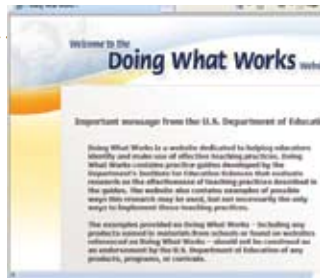 Welcome to the
Doing What Works Webs
Important message from the U.S. Department of Educati
Doing What Works is a website dedicated to helping educators
identify and make use of effective teaching practices. Doing
What Works contains practice guides developed by the
Department's Institute for Education Sciences that evaluate
research on the effectiveness of teaching practices described in
the guides. The website also contains examples of possible
ways this research may be used, but not necessarily the only
ways to implement these teaching practices.
The examples provided on Doing What Works - including any
products named in materials from schools or found on websites
referenced on Doing What Works - should not be construed as
an endorsement by the U.S. Department of Education of any
products, programs, or curricula.